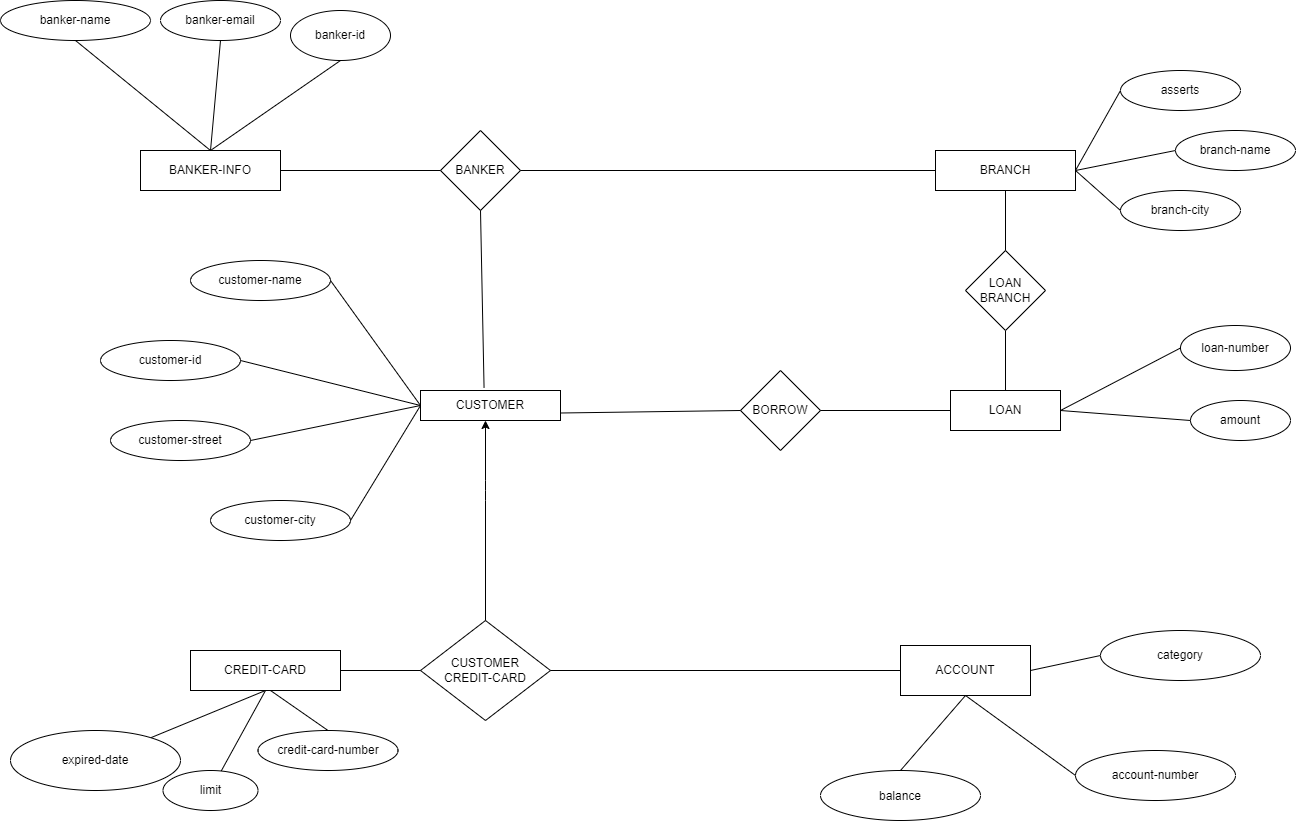 banker-name
banker-email
banker-id
asserts
branch-name
BANKER-INFO
BANKER
BRANCH
branch-city
customer-name
LOAN
BRANCH
customer-id
loan-number
CUSTOMER
BORROW
LOAN
amount
customer-street
customer-city
CREDIT-CARD
CUSTOMER
CREDIT-CARD
ACCOUNT
category
expired-date
limit
credit-card-number
balance
account-number